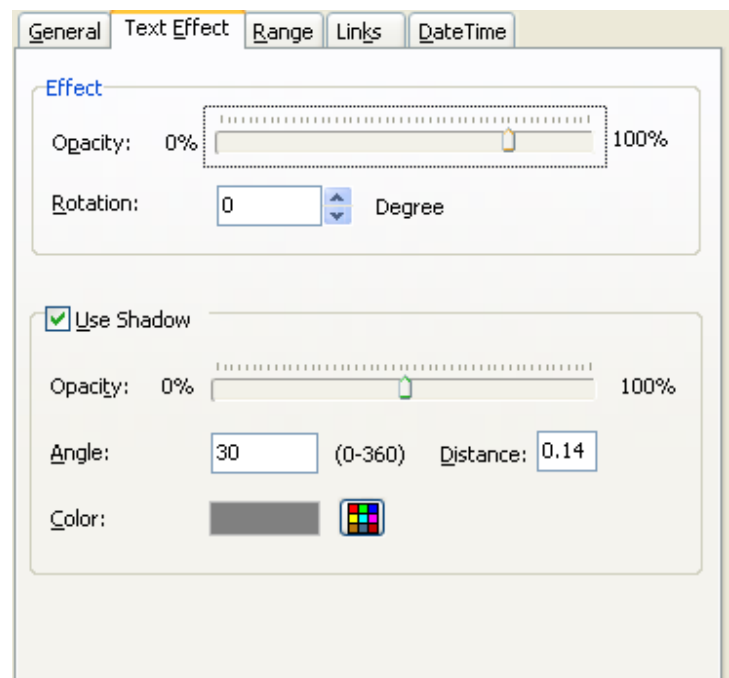 General Text Effect Range Links DateTime
Effect
Opacity: 0% 100%
Rotation: 0 Degree
Use Shadow
Opacity: 0% 100%
Angle: 30 (0-360) Distance: 0.14
Color: